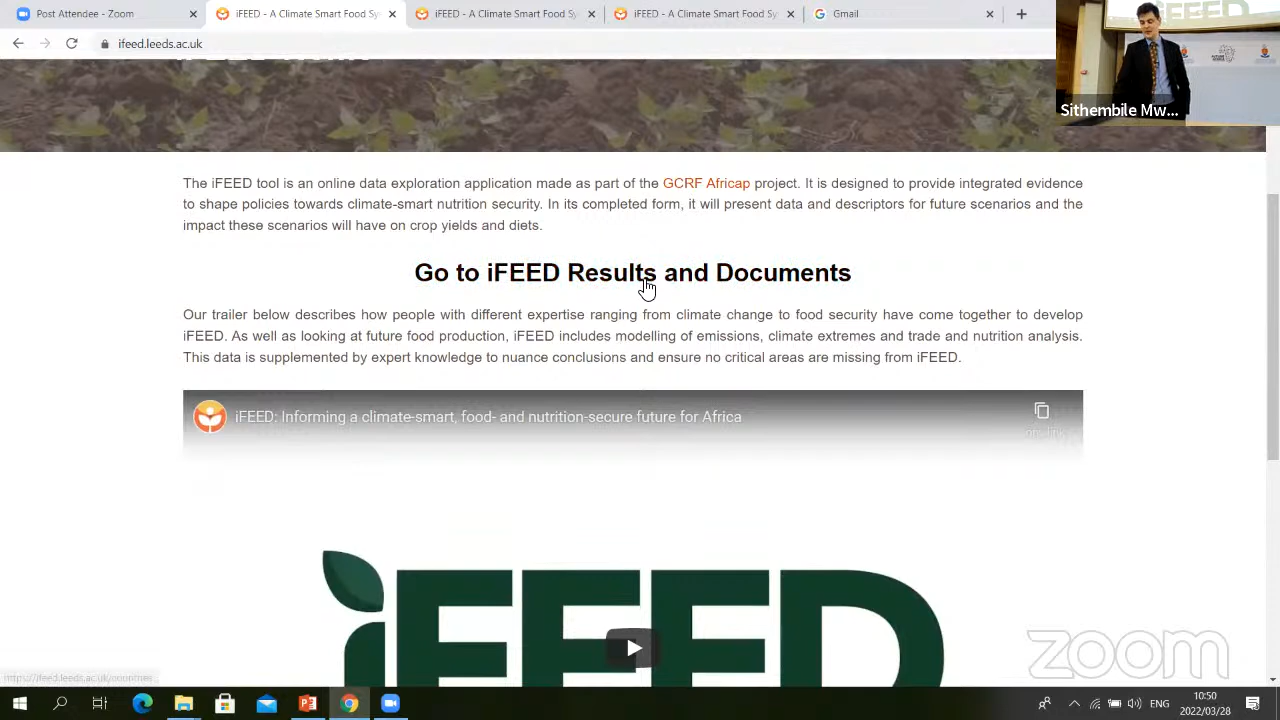 Post Attendee - Zoom
iFEED - A Climate Smart Food Sy
iFEED - A Climate Smart Food Sy
iFEED - A Climate Smart Food Sy
Gmail
ifeed.leeds.ac.uk
Sithembile Mw...
The iFEED tool is an online data exploration application made as part of the GCRF Africap project. It is designed to provide integrated evidence
to shape policies towards climate-smart nutrition security. In its completed form, it will present data and descriptors for future scenarios and the
impact these scenarios will have on crop yields and diets.
Go to iFEED Results and Documents
Our trailer below describes how people with different expertise ranging from climate change to food security have come together to develop
iFEED. As well as looking at future food production, iFEED includes modelling of emissions, climate extremes and trade and nutrition analysis.
This data is supplemented by expert knowledge to nuance conclusions and ensure no critical areas are missing from iFEED.
iFEED: Informing a climate-smart, food- and nutrition-secure future for Africa
iFEED
zoom
https://ifeed.leeds.ac.uk/countries
ENG
10:50
2022/03/28